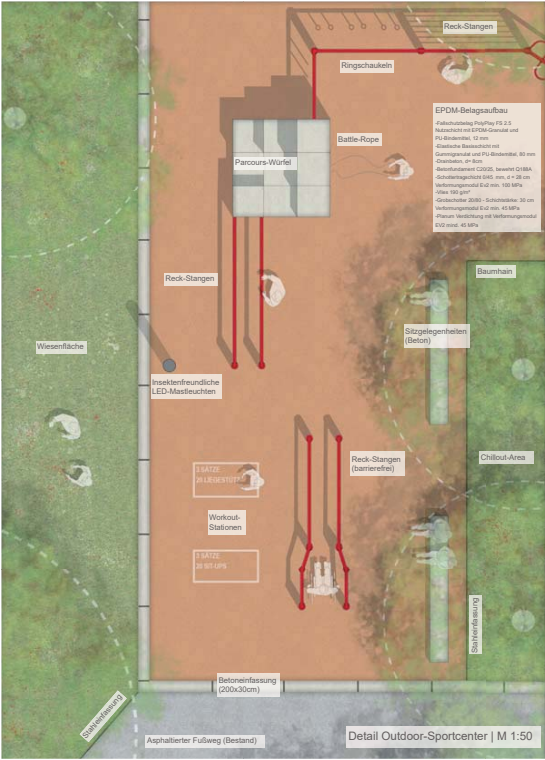 Reck-Stangen
Ringschaukeln
EPDM-Belagsaufbau
-Fallschutzbelag PolyPlay FS 2.5
Nutzschicht mit EPDM-Granulat und
PU-Bindemittel, 12 mm
-Elastische Basisschicht mit
Gummigranulat und PU-Bindemittel, 80 mm
-Drainbeton, d= 8cm
-Betonfundament C20/25, bewehrt Q188A
-Schottertragschicht 0/45 mm, d = 28 cm
Verformungsmodul Ev2 min. 100 MPa
-Vlies 190 g/m²
-Grobschotter 20/80 - Schichtstärke: 30 cm
Verformungsmodul Ev2 min. 45 MPa
-Planum Verdichtung mit Verformungsmodul
EV2 mind. 45 MPa
Battle-Rope
Parcours-Würfel
Baumhain
Reck-Stangen
Sitzgelegenheiten
(Beton)
Wiesenfläche
Insektenfreundliche
LED-Mastleuchten
Reck-Stangen
(barrierefrei)
Chillout-Area
3 SÄTZE
20 LIEGESTÜTZ
Workout-
Stationen
3 SÄTZE
20 SIT-UPS
Stahleinfassung
Betoneinfassung
(200x30cm)
Stahleinfassung
Asphaltierter Fußweg (Bestand)
Detail Outdoor-Sportcenter | M 1:50